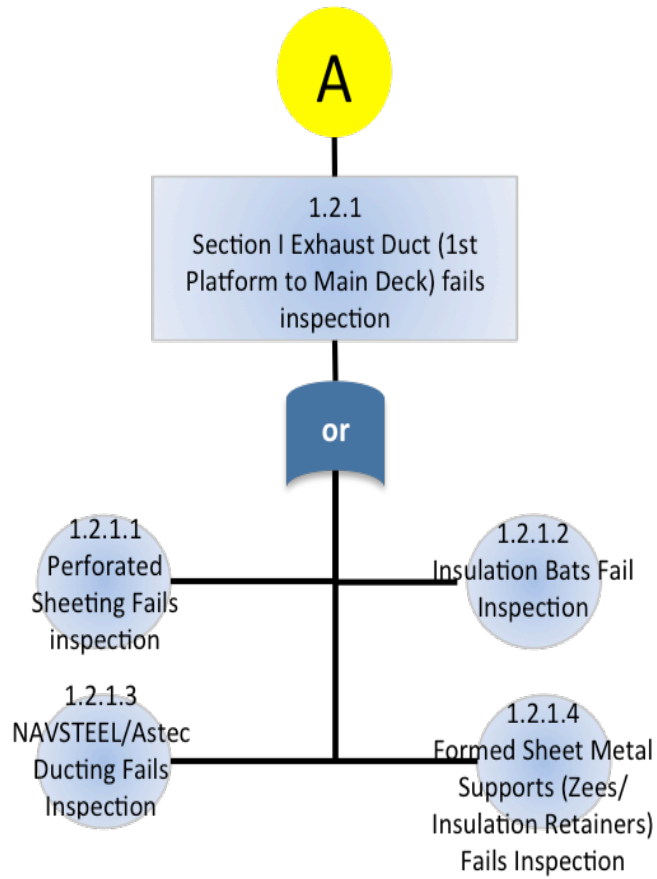 A
1.2.1
Section I Exhaust Duct (1st
Platform to Main Deck) fails
inspection
or
1.2.1.1
Perforated
Sheeting Fails
inspection
1.2.1.2
Insulation Bats Fail
Inspection
1.2.1.3
NAVSTEEL/Astec
Ducting Fails
Inspection
1.2.1.4
Formed Sheet Metal
Supports (Zees/
Insulation Retainers)
Fails Inspection